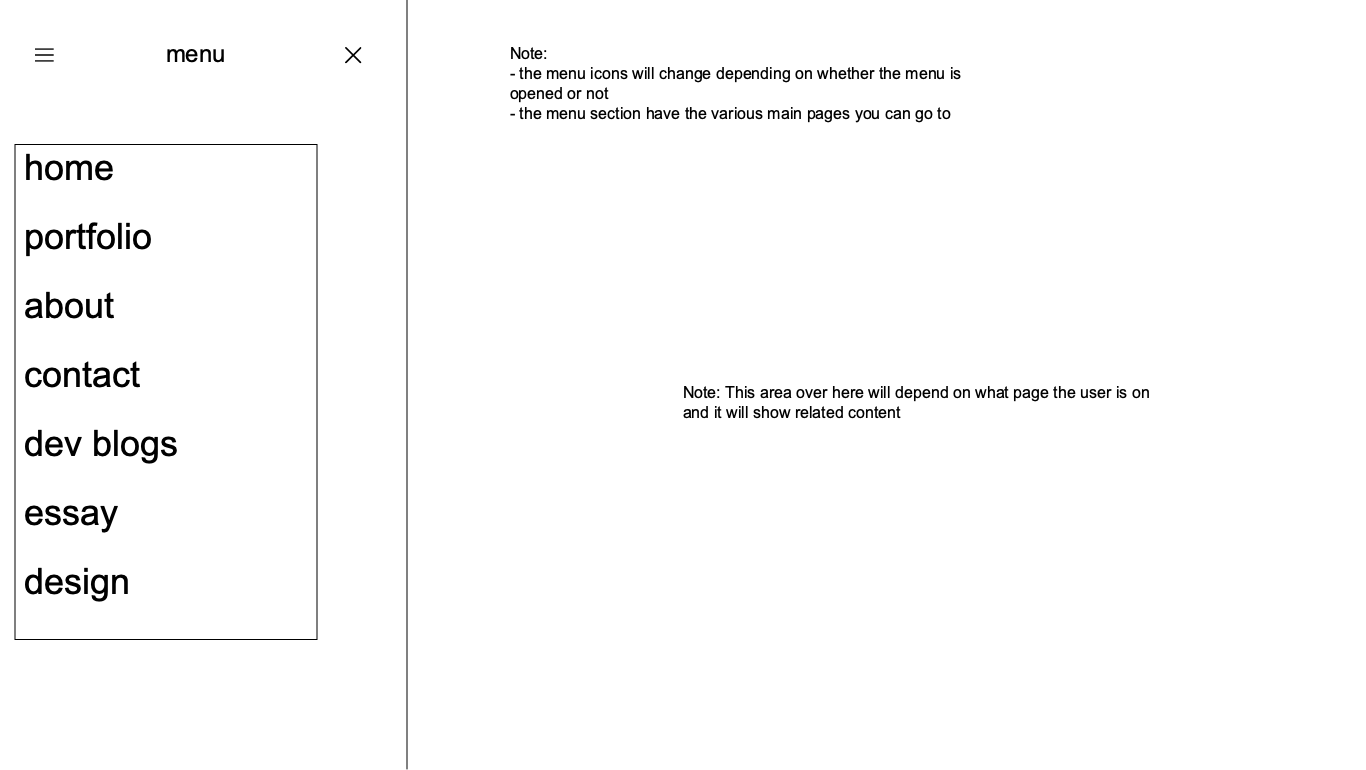 menu
home
portfolio
about
contact
dev blogs
essay
design
Note:
- the menu icons will change depending on whether the menu is
opened or not
- the menu section have the various main pages you can go to
Note: This area over here will depend on what page the user is on
and it will show related content